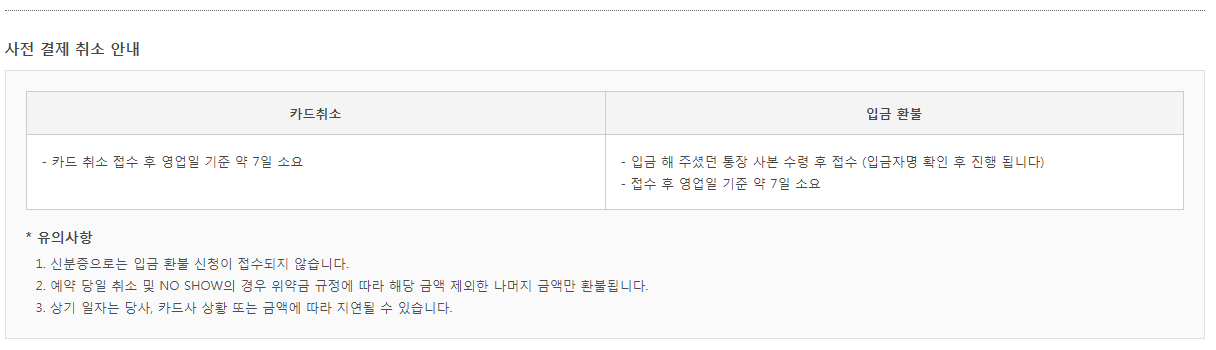 사전 결제 취소 안내
카드취소
입금 환불
- 카드 취소 접수 후 영업일 기준 약 7일 소요
- 입금 해 주셨던 통장 사본 수령 후 접수 (입금자명 확인 후 진행 됩니다)
- 접수 후 영업일 기준 약 7일 소요
* 유의사항
1. 신분증으로는 입금 환불 신청이 접수되지 않습니다.
2. 예약 당일 취소 및 NO SHOW의 경우 위약금 규정에 따라 해당 금액 제외한 나머지 금액만 환불됩니다.
3. 상기 일자는 당사, 카드사 상황 또는 금액에 따라 지연될 수 있습니다.